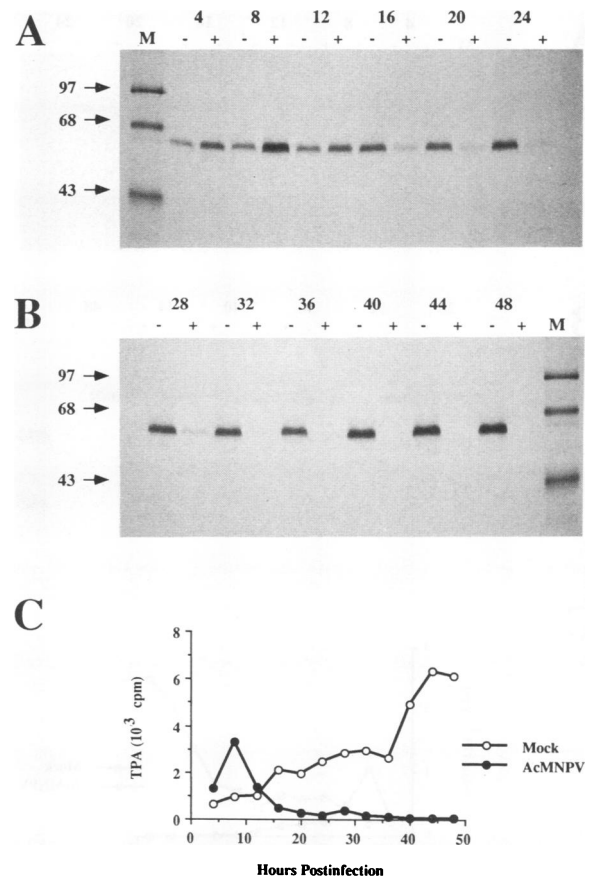 A
4 8 12 16 20 24
M - + - + - + - + - + - +
97
68
43
B
28 32 36 40 44 48
- + - + - + - + - + - + M
97
68
43
C
8
6
4
2
0
TPA (10³ cpm)
0 10 20 30 40 50
Mock
AcMNPV
Hours Postinfection